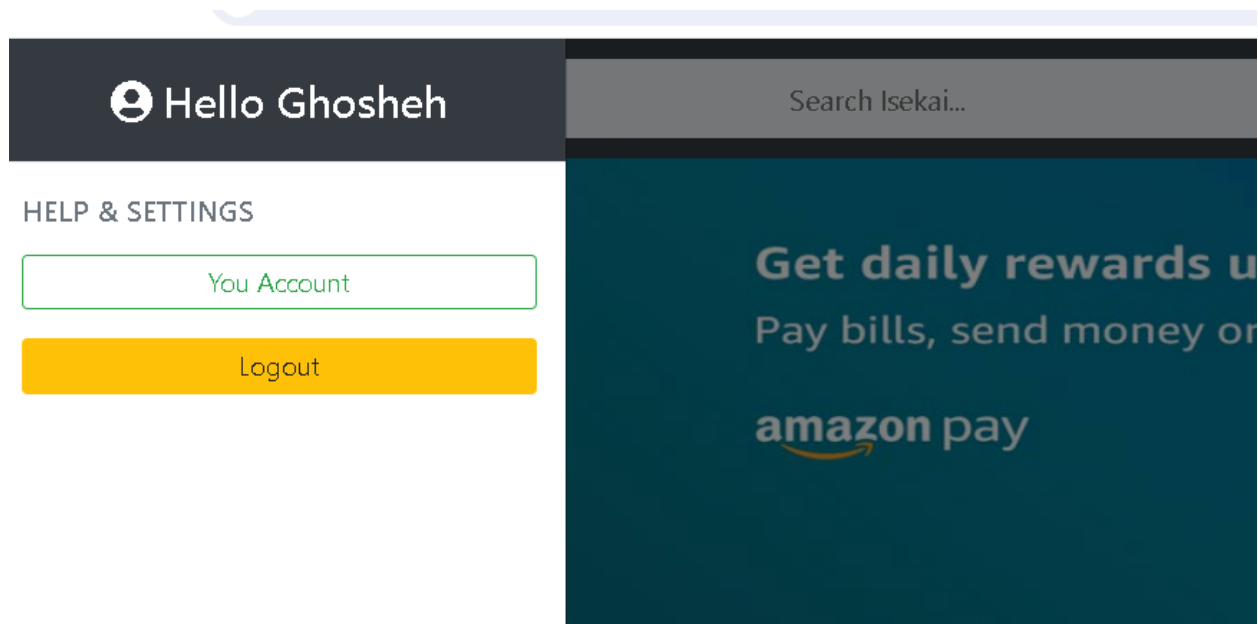 Hello Ghosheh
Search Isekai...
HELP & SETTINGS
You Account
Logout
Get daily rewards
Pay bills, send money or
amazon pay